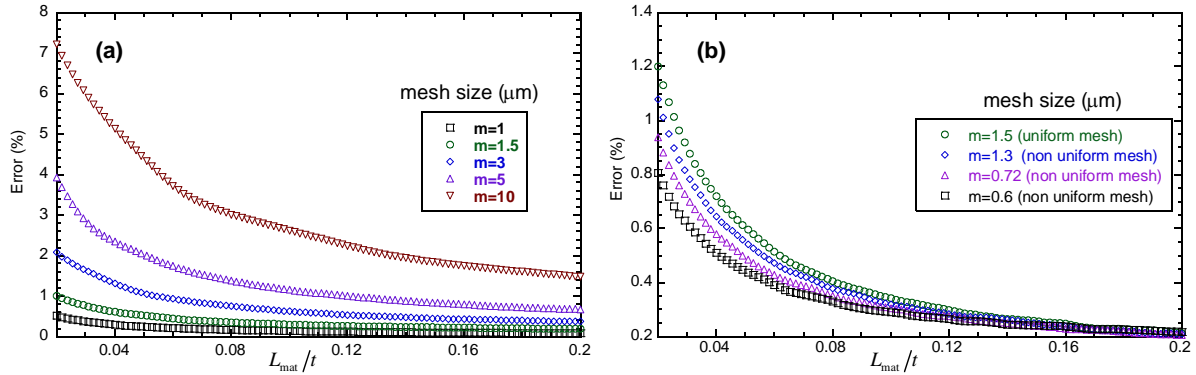 8
7
6
5
4
3
2
1
0
Error (%)
(a)
mesh size (μm)
m=1
m=1.5
m=3
m=5
m=10
0.04
0.08
0.12
0.16
0.2
L_mat/t
1.4
1.2
1
0.8
0.6
0.4
0.2
Error (%)
(b)
mesh size (μm)
m=1.5 (uniform mesh)
m=1.3 (non uniform mesh)
m=0.72 (non uniform mesh)
m=0.6 (non uniform mesh)
0.04
0.08
0.12
0.16
0.2
L_mat/t